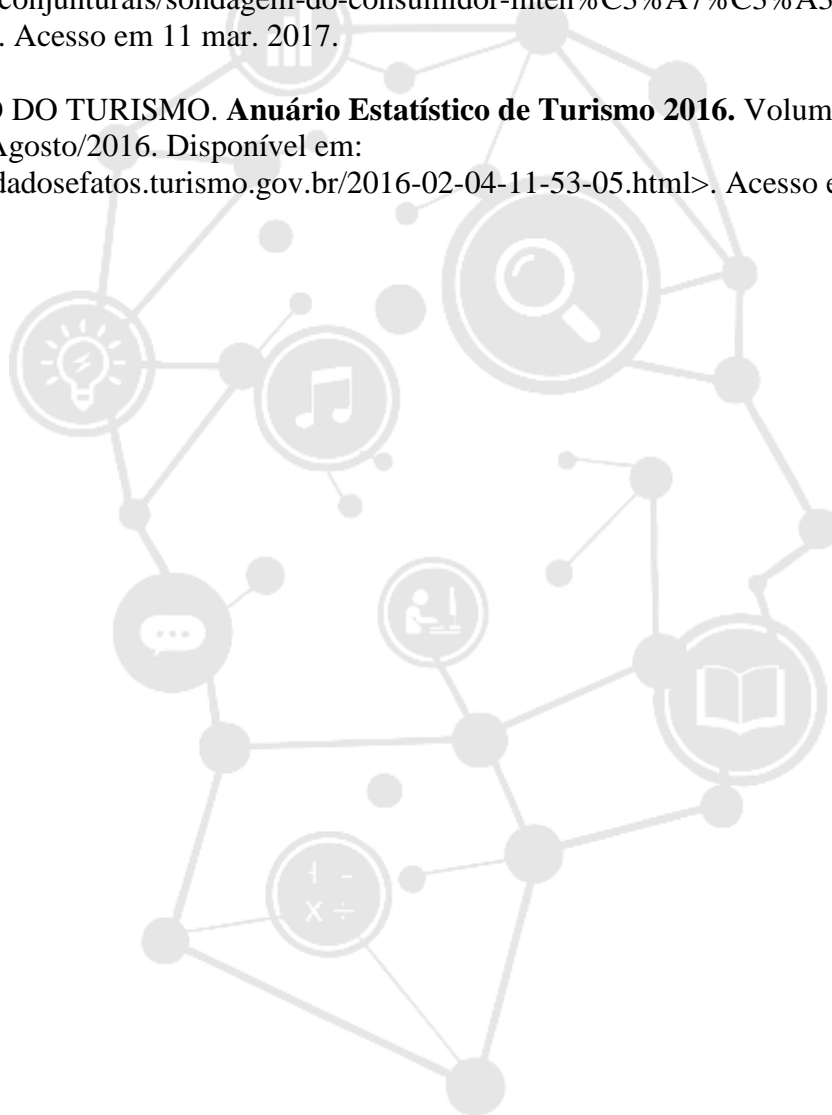 conjunturais/sondagem-do-consumidor-inten%C3%A7%C3%A3
. Acesso em 11 mar. 2017.
O DO TURISMO. Anuário Estatístico de Turismo 2016. Volum
Agosto/2016. Disponível em:
dadosefatos.turismo.gov.br/2016-02-04-11-53-05.html>. Acesso e
+ -
x ÷